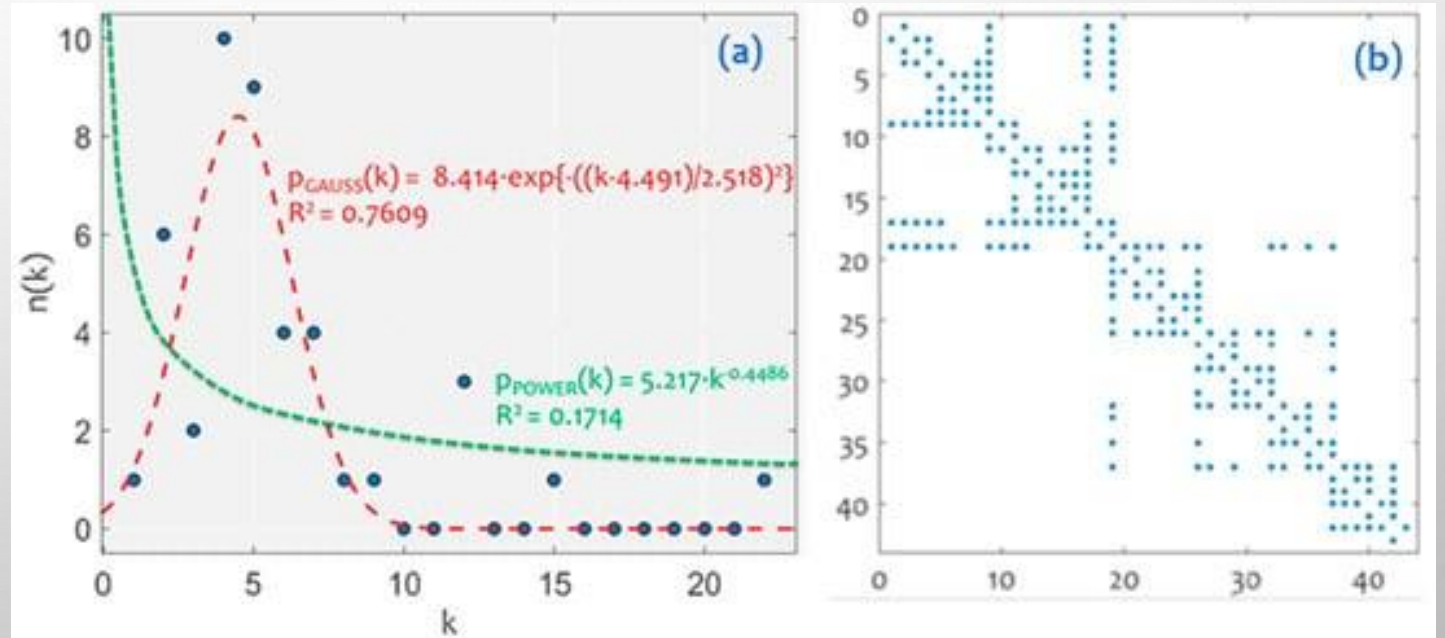 (a)
10
8
6
4
2
0
n(k)
p_GAUSS(k) = 8.414·exp{-((k-4.491)/2.518)²}
R² = 0.7609
p_POWER(k) = 5.217·k^-0.4486
R² = 0.1714
0 5 10 15 20
k
(b)
0
5
10
15
20
25
30
35
40
0 10 20 30 40